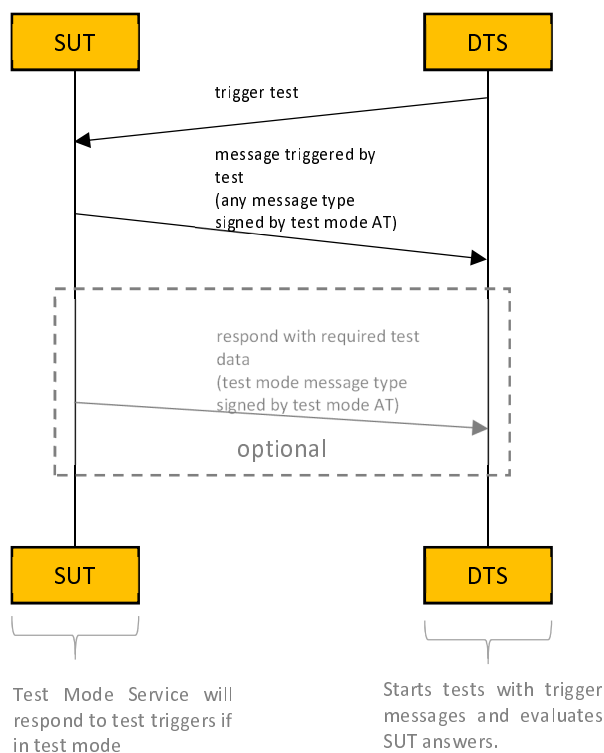 SUT
DTS
trigger test
message triggered by
test
(any message type
signed by test mode AT)
respond with required test
data
(test mode message type
signed by test mode AT)
optional
SUT
DTS
Test Mode Service will
respond to test triggers if
in test mode
Starts tests with trigger
messages and evaluates
SUT answers.